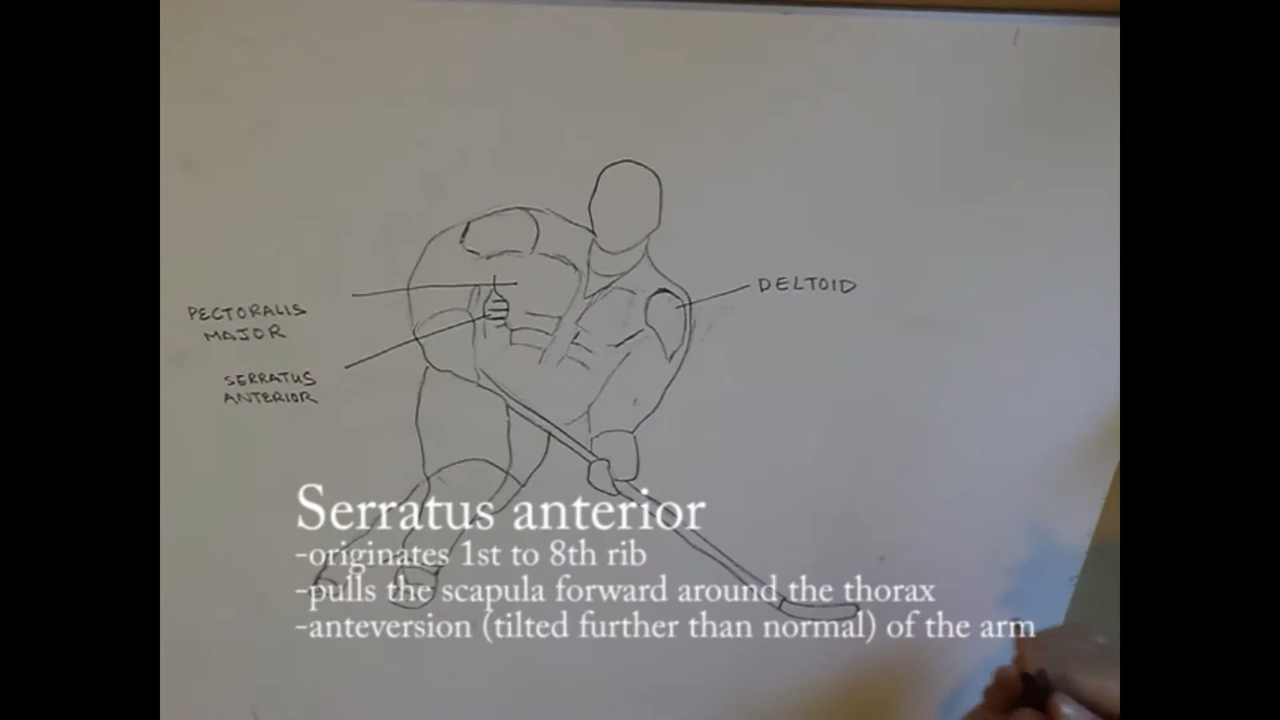 DELTOID
PECTORALIS
MAJOR
SERRATUS
ANTERIOR
Serratus anterior
-originates 1st to 8th rib
-pulls the scapula forward around the thorax
-anteversion (tilted further than normal) of the arm